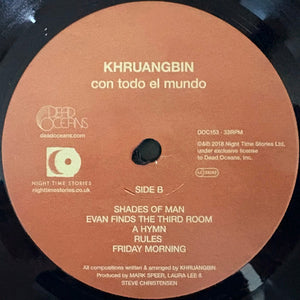 KHRUANGBIN
con todo el mundo
DEAD
OCEANS
deadoceans.com
DOC153 · 33RPM
©&℗ 2018 Night Time Stories Ltd,
under exclusive license
to Dead Oceans, Inc.
NIGHT TIME STORIES
nighttimestories.co.uk
SIDE B
SHADES OF MAN
EVAN FINDS THE THIRD ROOM
A HYMN
RULES
FRIDAY MORNING
All compositions written & arranged by KHRUANGBIN
Produced by MARK SPEER, LAURA LEE &
STEVE CHRISTENSEN